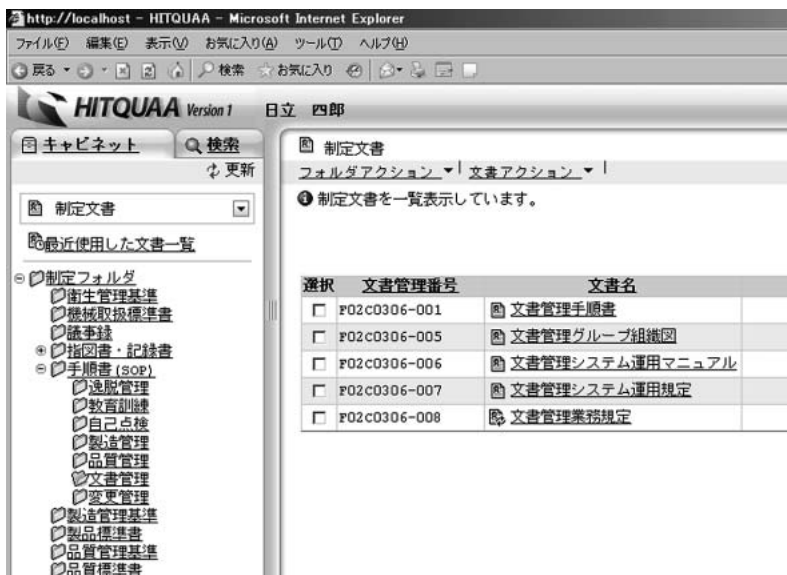 http://localhost - HITQUAA - Microsoft Internet Explorer
ファイル(F) 編集(E) 表示(V) お気に入り(A) ツール(T) ヘルプ(H)
戻る 検索 お気に入り
HITQUAA Version 1 日立 四郎
キャビネット 検索
更新
制定文書
最近使用した文書一覧
制定フォルダ
衛生管理基準
機械取扱標準書
議事録
指図書・記録書
手順書(SOP)
逸脱管理
教育訓練
自己点検
製造管理
品質管理
文書管理
変更管理
製造管理基準
製品標準書
品質管理基準
品質標準書
制定文書
フォルダアクション 文書アクション
制定文書を一覧表示しています。
選択 文書管理番号 文書名
F02C0306-001 文書管理手順書
F02C0306-005 文書管理グループ組織図
F02C0306-006 文書管理システム運用マニュアル
F02C0306-007 文書管理システム運用規定
F02C0306-008 文書管理業務規定